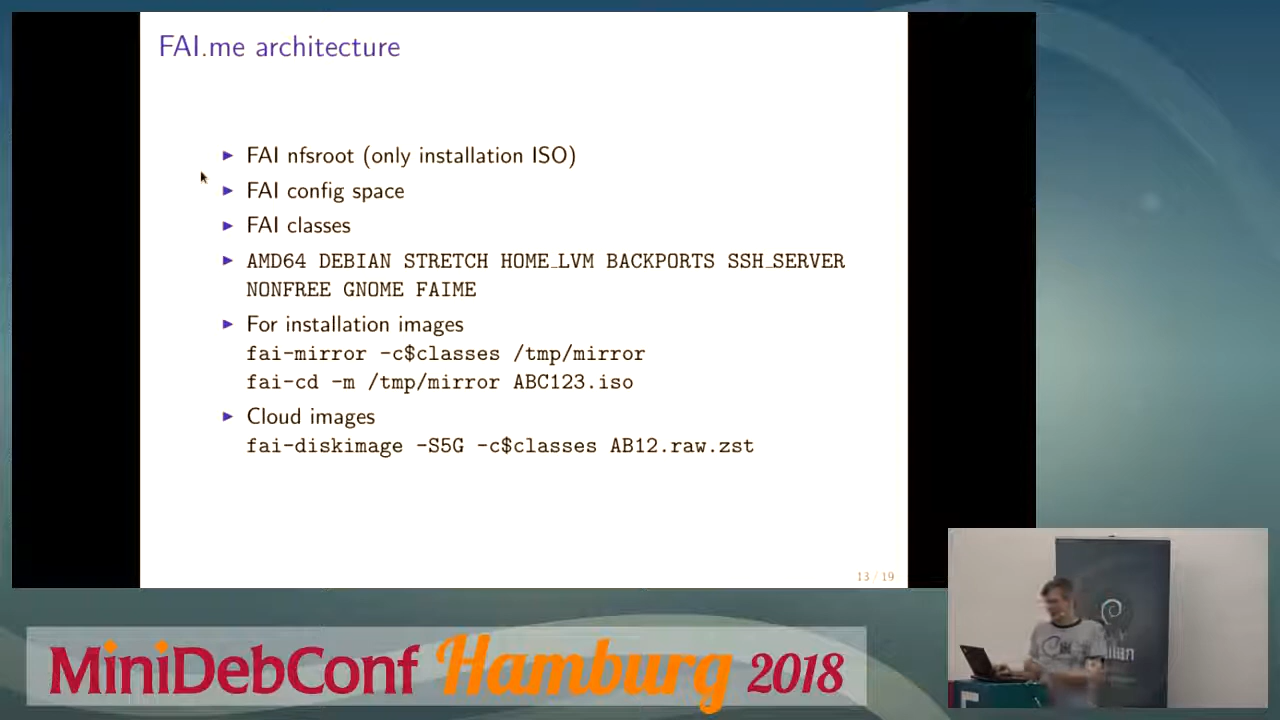 FAI.me architecture
FAI nfsroot (only installation ISO)
FAI config space
FAI classes
AMD64 DEBIAN STRETCH HOME_LVM BACKPORTS SSH_SERVER
NONFREE GNOME FAIME
For installation images
fai-mirror -c$classes /tmp/mirror
fai-cd -m /tmp/mirror ABC123.iso
Cloud images
fai-diskimage -S5G -c$classes AB12.raw.zst
13 / 19
MiniDebConf Hamburg 2018